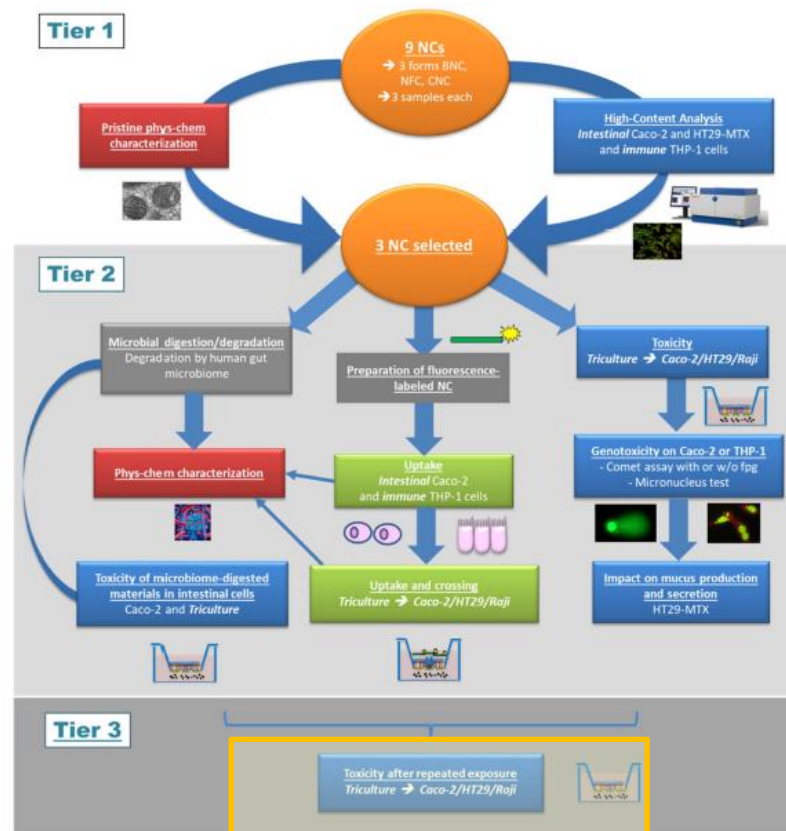 Tier 1
9 NCs
→ 3 forms BNC,
NFC, CNC
→3 samples each
Pristine phys-chem
characterization
High-Content Analysis
Intestinal Caco-2 and HT29-MTX
and immune THP-1 cells
3 NC selected
Tier 2
Microbial digestion/degradation
Degradation by human gut
microbiome
Preparation of fluorescence-
labeled NC
Toxicity
Triculture → Caco-2/HT29/Raji
Phys-chem characterization
Uptake
Intestinal Caco-2
and immune THP-1 cells
Genotoxicity on Caco-2 or THP-1
- Comet assay with or w/o fpg
- Micronucleus test
Toxicity of microbiome-digested
materials in intestinal cells
Caco-2 and Triculture
Uptake and crossing
Triculture → Caco-2/HT29/Raji
Impact on mucus production
and secretion
HT29-MTX
Tier 3
Toxicity after repeated exposure
Triculture → Caco-2/HT29/Raji